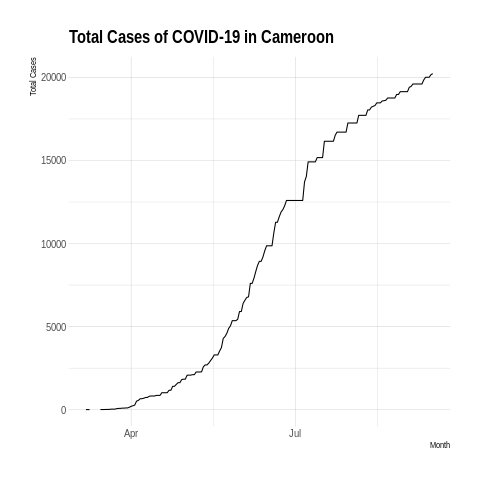 Total Cases of COVID-19 in Cameroon
Total Cases
20000
15000
10000
5000
0
Apr
Jul
Month